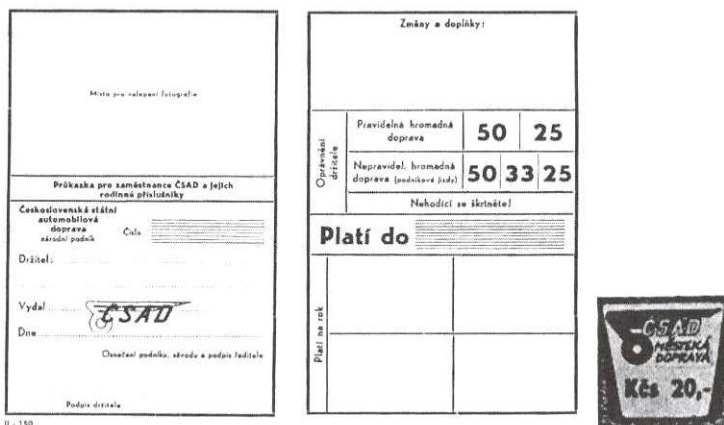 Místo pro nalepení fotografie
Průkazka pro zaměstnance ČSAD a jejich
rodinné příslušníky
Československá státní
automobilová
doprava
národní podnik
Číslo
Držitel:
Vydal
ČSAD
Dne
Označení podniku, závodu a podpis ředitele
Podpis držitele
II - 150
Změny a doplňky:
Oprávnění
držitele
Pravidelná hromadná
doprava
50 25
Nepravidel. hromadná
doprava (podnikové jízdy)
50 33 25
Nehodící se škrtněte!
Platí do
Platí na rok
ČSAD
MĚSTSKÁ
DOPRAVA
Kčs 20,-